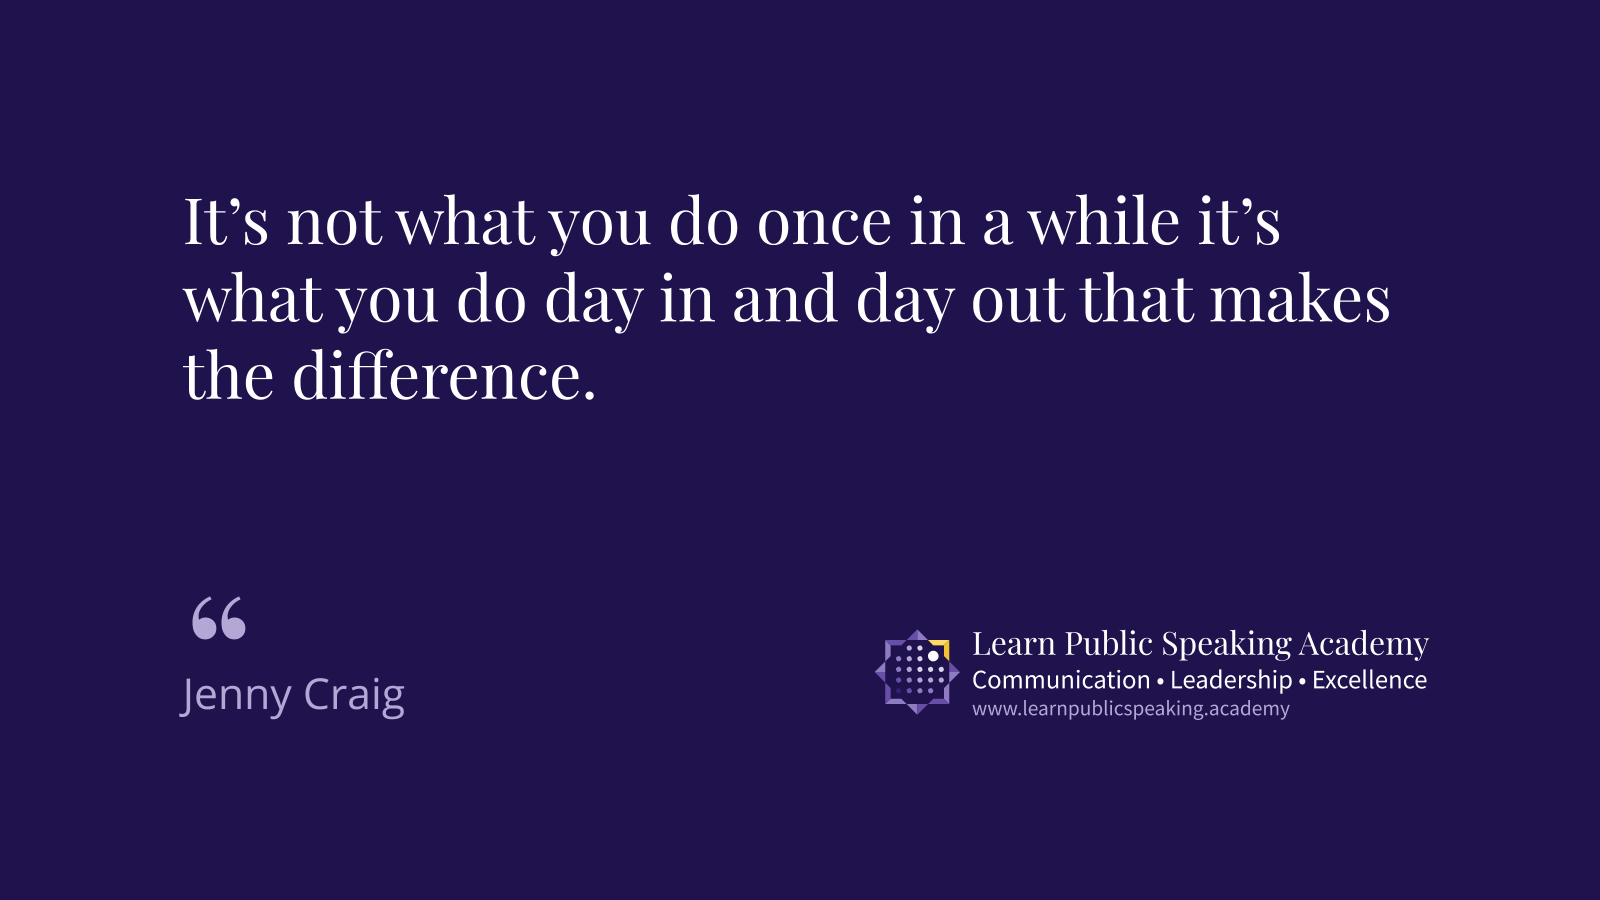 It’s not what you do once in a while it’s
what you do day in and day out that makes
the difference.
“
Jenny Craig
Learn Public Speaking Academy
Communication • Leadership • Excellence
www.learnpublicspeaking.academy